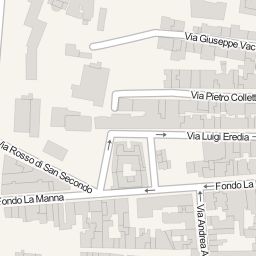 Via Giuseppe Vac
Via Pietro Collett
Via Luigi Eredia
Via Rosso di San Secondo
Fondo La
Fondo La Manna
Via Andrea A